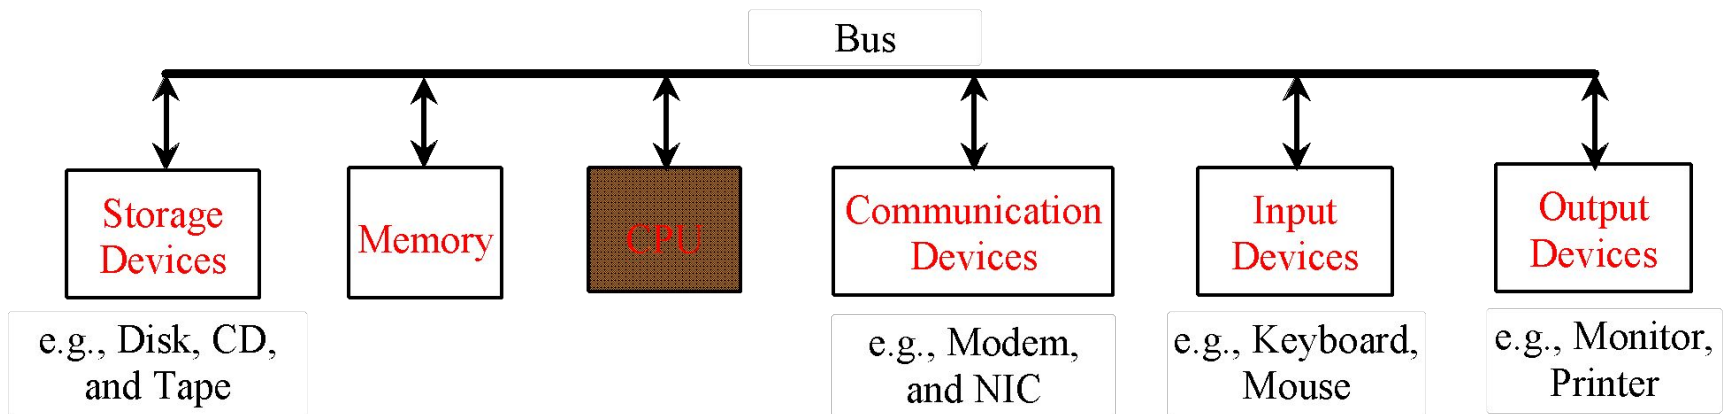 Bus
Storage
Devices
Memory
CPU
Communication
Devices
Input
Devices
Output
Devices
e.g., Disk, CD,
and Tape
e.g., Modem,
and NIC
e.g., Keyboard,
Mouse
e.g., Monitor,
Printer